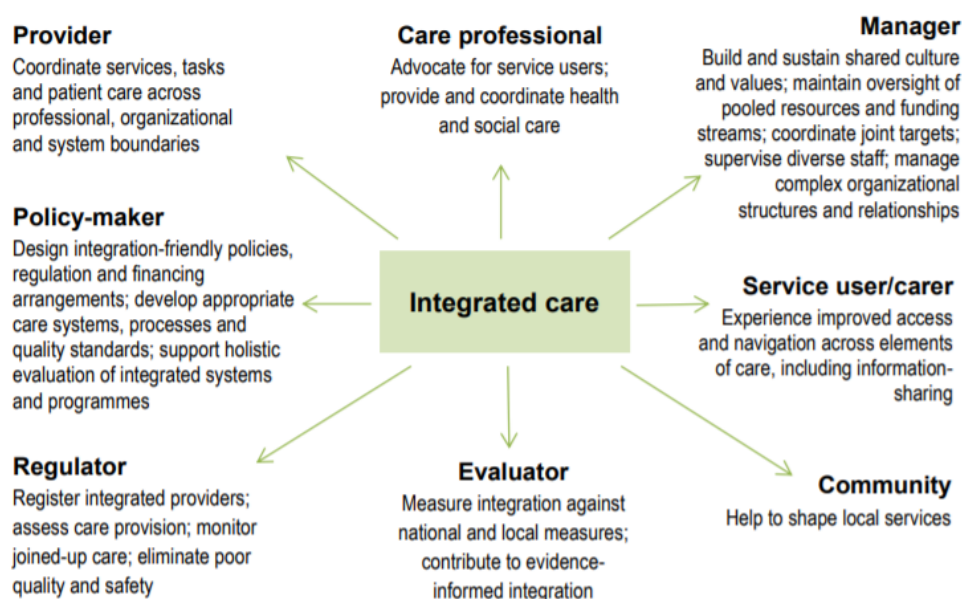 Provider
Coordinate services, tasks
and patient care across
professional, organizational
and system boundaries
Care professional
Advocate for service users;
provide and coordinate health
and social care
Manager
Build and sustain shared culture
and values; maintain oversight of
pooled resources and funding
streams; coordinate joint targets;
supervise diverse staff; manage
complex organizational
structures and relationships
Policy-maker
Design integration-friendly policies,
regulation and financing
arrangements; develop appropriate
care systems, processes and
quality standards; support holistic
evaluation of integrated systems
and programmes
Integrated care
Service user/carer
Experience improved access
and navigation across elements
of care, including information-
sharing
Regulator
Register integrated providers;
assess care provision; monitor
joined-up care; eliminate poor
quality and safety
Evaluator
Measure integration against
national and local measures;
contribute to evidence-
informed integration
Community
Help to shape local services